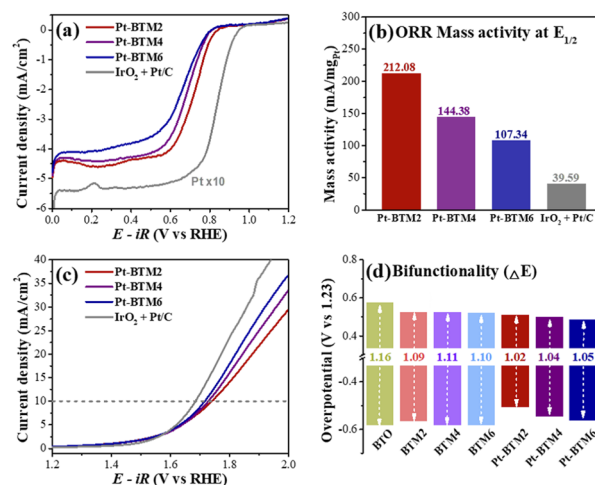 (a)
Pt-BTM2
Pt-BTM4
Pt-BTM6
IrO2 + Pt/C
Pt x10
Current density (mA/cm²)
0
-1
-2
-3
-4
-5
-6
0.0 0.2 0.4 0.6 0.8 1.0 1.2
E - iR (V vs RHE)
(b) ORR Mass activity at E1/2
Mass activity (mA/mgPt)
300
250
200
150
100
50
0
212.08
144.38
107.34
39.59
Pt-BTM2 Pt-BTM4 Pt-BTM6 IrO2 + Pt/C
(c)
Pt-BTM2
Pt-BTM4
Pt-BTM6
IrO2 + Pt/C
Current density (mA/cm²)
40
35
30
25
20
15
10
5
0
1.2 1.4 1.6 1.8 2.0
E - iR (V vs RHE)
(d) Bifunctionality (△E)
Overpotential (V vs 1.23)
0.6
0.4
-0.4
-0.6
1.16 1.09 1.11 1.10 1.02 1.04 1.05
BTO BTM2 BTM4 BTM6 Pt-BTM2 Pt-BTM4 Pt-BTM6